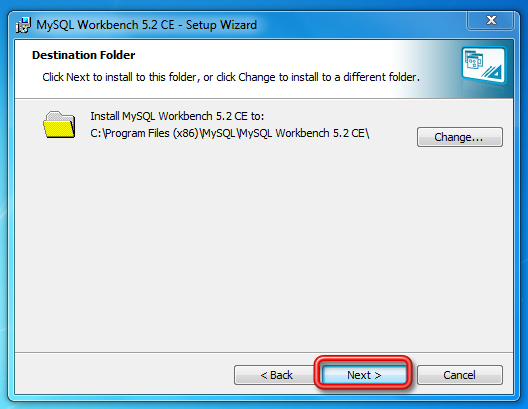 MySQL Workbench 5.2 CE - Setup Wizard
Destination Folder
Click Next to install to this folder, or click Change to install to a different folder.
Install MySQL Workbench 5.2 CE to:
C:\Program Files (x86)\MySQL\MySQL Workbench 5.2 CE\
Change...
< Back
Next >
Cancel